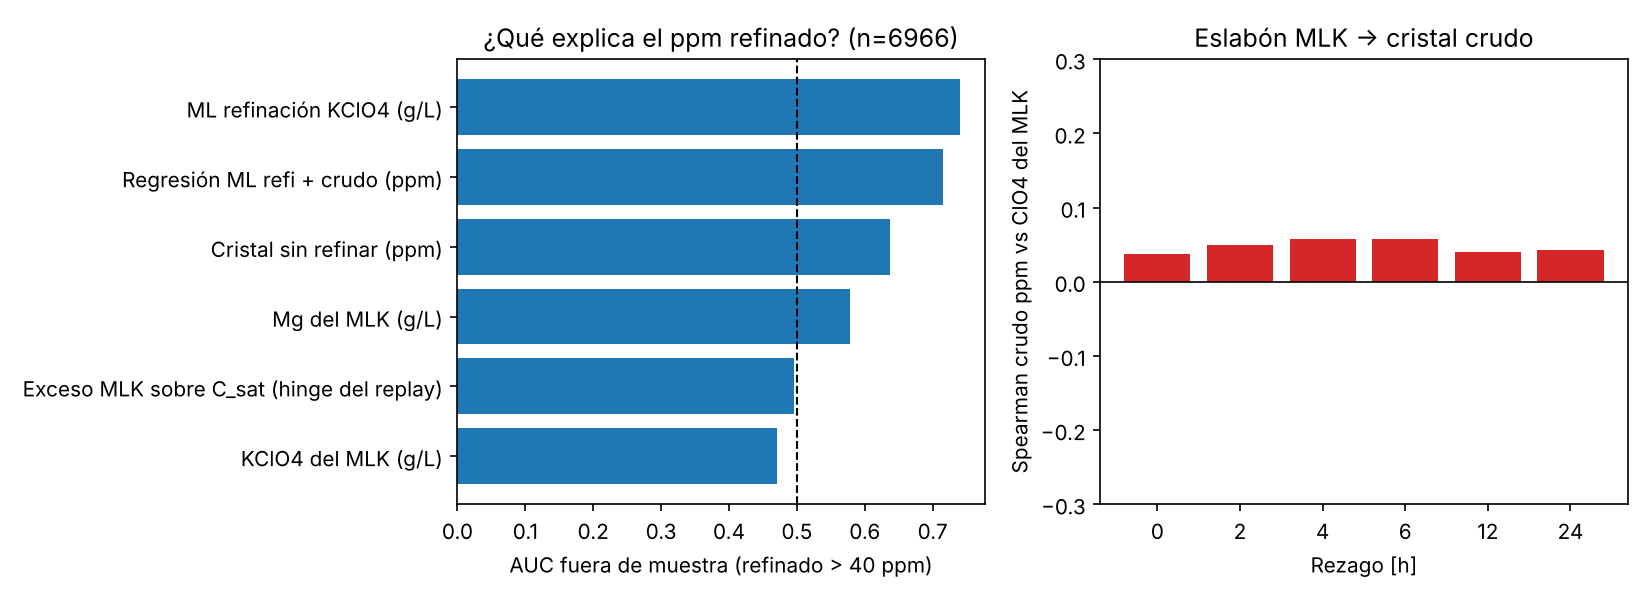 ¿Qué explica el ppm refinado? (n=6966)
ML refinación KClO4 (g/L)
Regresión ML refi + crudo (ppm)
Cristal sin refinar (ppm)
Mg del MLK (g/L)
Exceso MLK sobre C_sat (hinge del replay)
KClO4 del MLK (g/L)
0.0 0.1 0.2 0.3 0.4 0.5 0.6 0.7
AUC fuera de muestra (refinado > 40 ppm)
Eslabón MLK → cristal crudo
Spearman crudo ppm vs ClO4 del MLK
0.3
0.2
0.1
0.0
−0.1
−0.2
−0.3
0 2 4 6 12 24
Rezago [h]